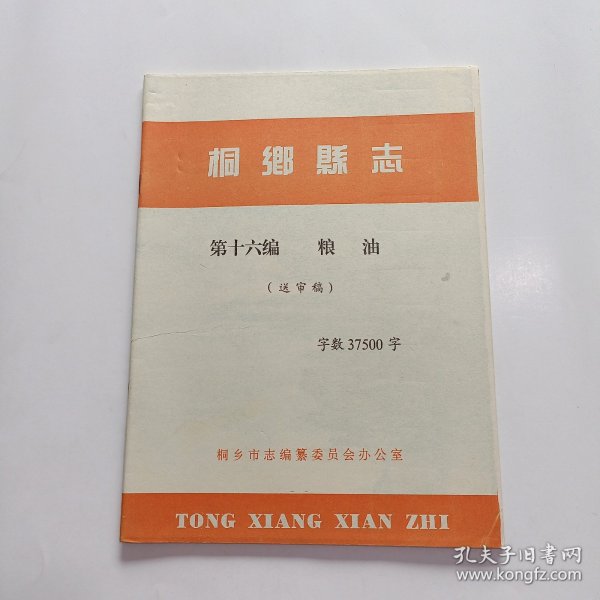 桐鄉縣志
第十六编 粮油
(送审稿)
字数37500字
桐乡市志编纂委员会办公室
TONG XIANG XIAN ZHI
孔夫子旧书网
www.kongfz.com